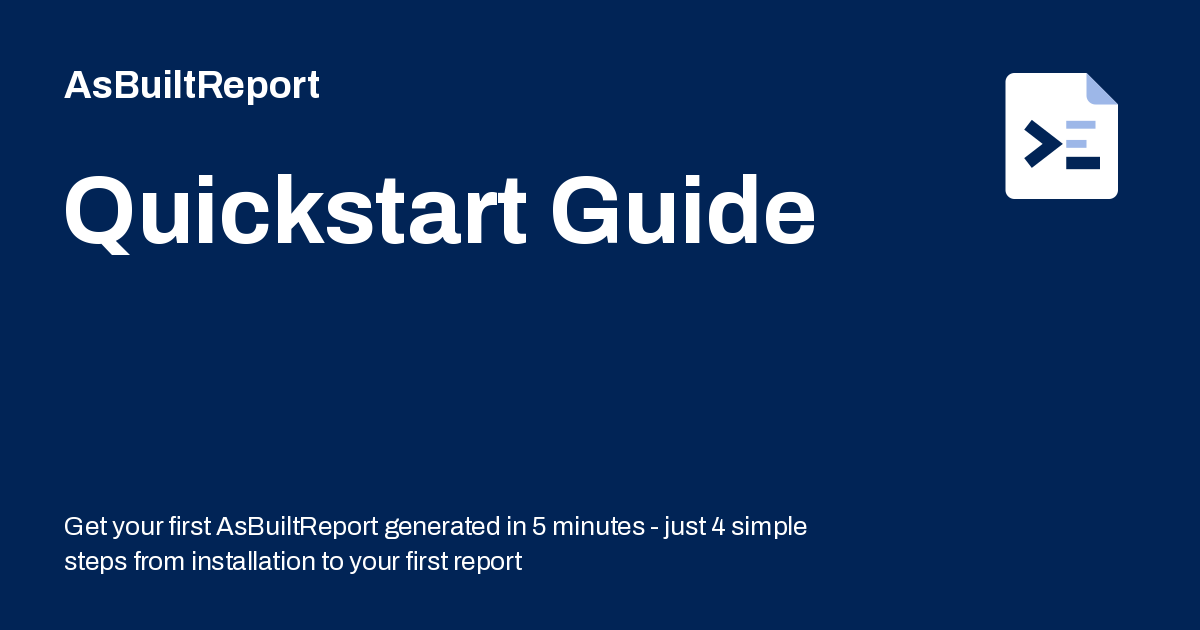 AsBuiltReport
Quickstart Guide
Get your first AsBuiltReport generated in 5 minutes - just 4 simple
steps from installation to your first report